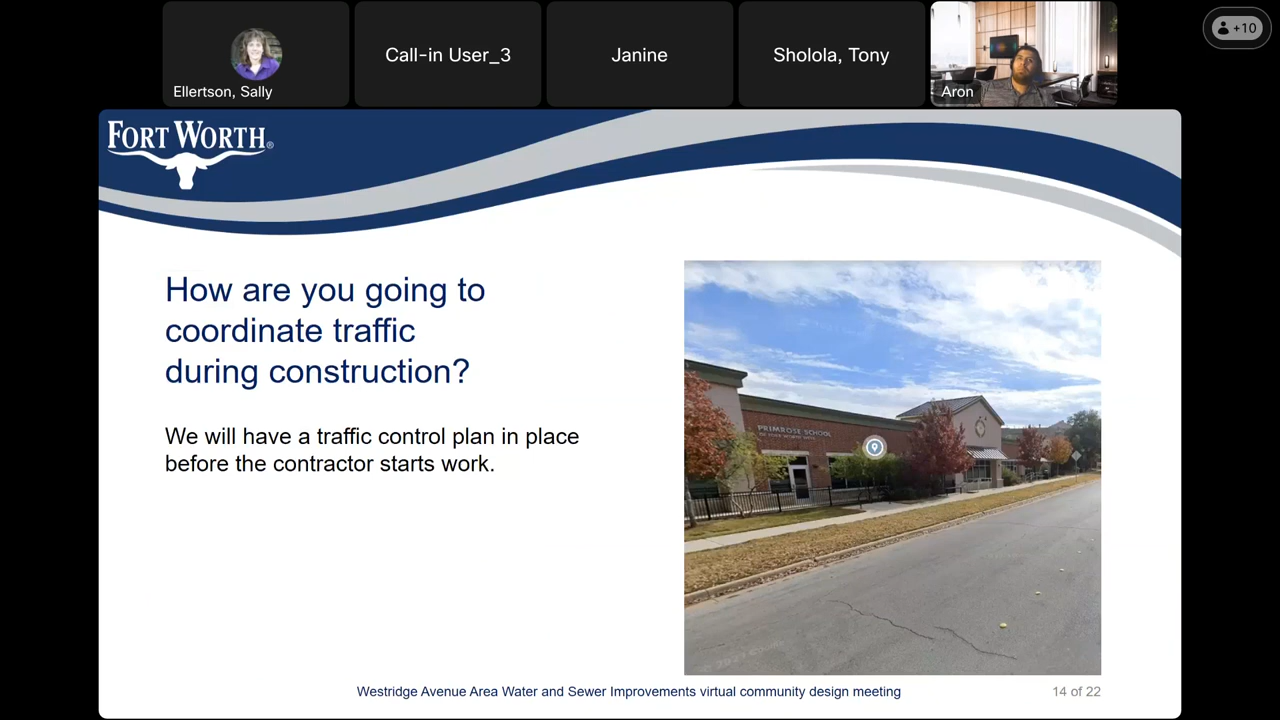 Ellertson, Sally
Call-in User_3
Janine
Sholola, Tony
Aron
+10
FORT WORTH®
How are you going to
coordinate traffic
during construction?
We will have a traffic control plan in place
before the contractor starts work.
PRIMROSE SCHOOL
Westridge Avenue Area Water and Sewer Improvements virtual community design meeting
14 of 22